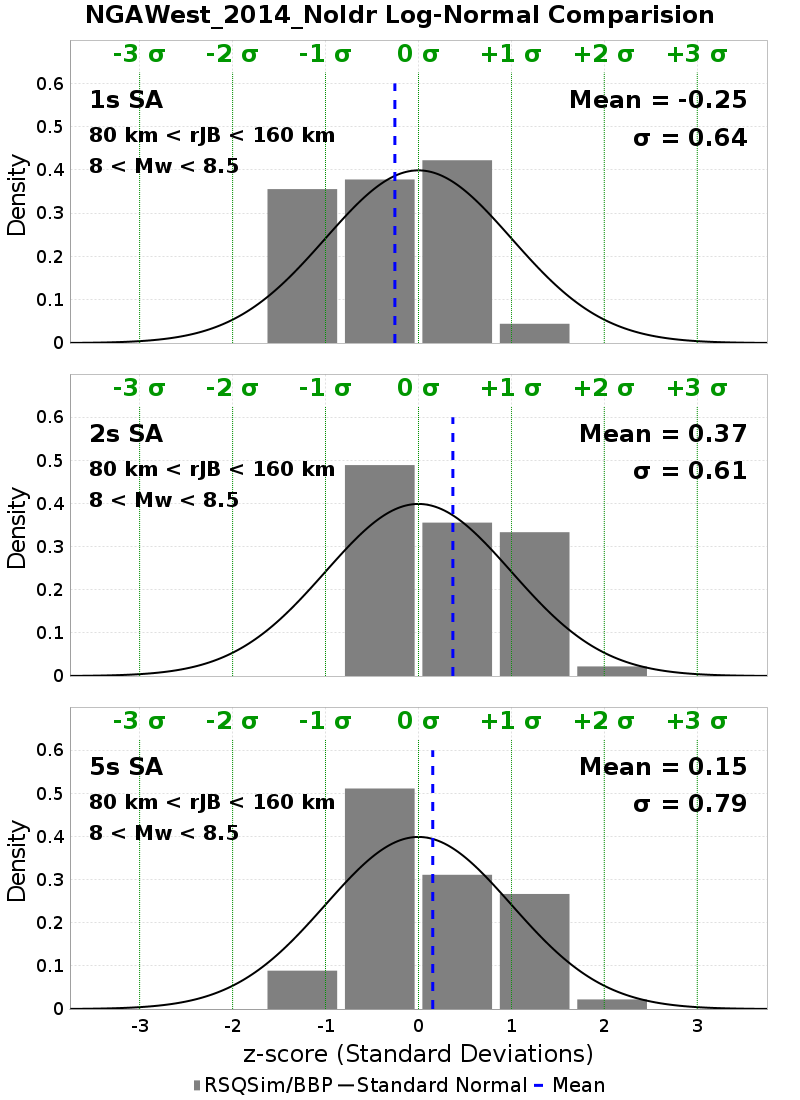 NGAWest_2014_NoIdr Log-Normal Comparision
-3 σ -2 σ -1 σ 0 σ +1 σ +2 σ +3 σ
1s SA
80 km < rJB < 160 km
8 < Mw < 8.5
Mean = -0.25
σ = 0.64
Density
0.6
0.5
0.4
0.3
0.2
0.1
0
-3 σ -2 σ -1 σ 0 σ +1 σ +2 σ +3 σ
2s SA
80 km < rJB < 160 km
8 < Mw < 8.5
Mean = 0.37
σ = 0.61
Density
0.6
0.5
0.4
0.3
0.2
0.1
0
-3 σ -2 σ -1 σ 0 σ +1 σ +2 σ +3 σ
5s SA
80 km < rJB < 160 km
8 < Mw < 8.5
Mean = 0.15
σ = 0.79
Density
0.6
0.5
0.4
0.3
0.2
0.1
0
-3 -2 -1 0 1 2 3
z-score (Standard Deviations)
RSQSim/BBP Standard Normal Mean